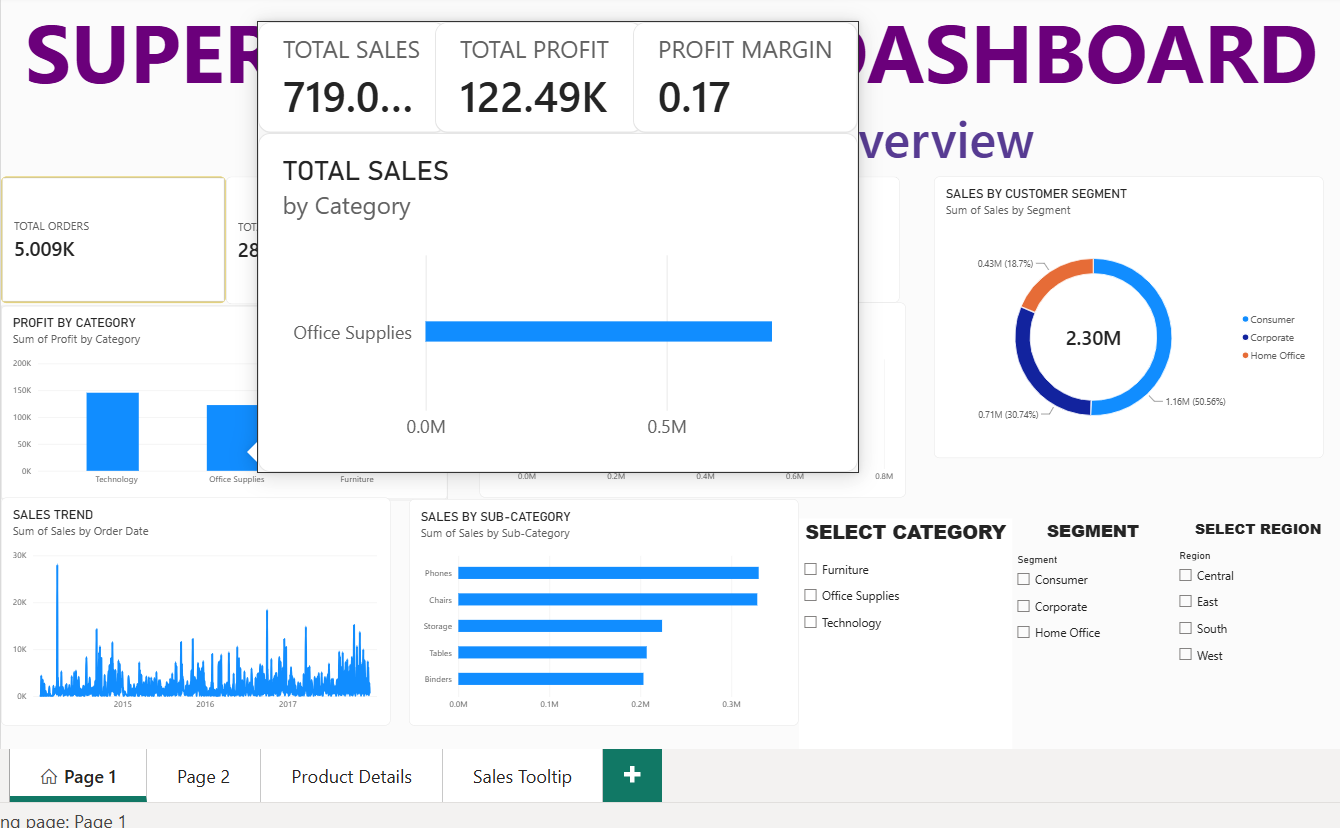 SUPER
DASHBOARD
verview
TOTAL SALES
719.0...
TOTAL PROFIT
122.49K
PROFIT MARGIN
0.17
TOTAL SALES
by Category
Office Supplies
0.0M 0.5M
TOTAL ORDERS
5.009K
TOT
28
PROFIT BY CATEGORY
Sum of Profit by Category
200K
150K
100K
50K
0K
Technology Office Supplies Furniture
0.0M 0.2M 0.4M 0.6M 0.8M
SALES BY CUSTOMER SEGMENT
Sum of Sales by Segment
0.43M (18.7%)
2.30M
0.71M (30.74%)
1.16M (50.56%)
Consumer
Corporate
Home Office
SALES TREND
Sum of Sales by Order Date
30K
20K
10K
0K
2015 2016 2017
SALES BY SUB-CATEGORY
Sum of Sales by Sub-Category
Phones
Chairs
Storage
Tables
Binders
0.0M 0.1M 0.2M 0.3M
SELECT CATEGORY
Furniture
Office Supplies
Technology
SEGMENT
Segment
Consumer
Corporate
Home Office
SELECT REGION
Region
Central
East
South
West
Page 1 Page 2 Product Details Sales Tooltip +
ng page: Page 1